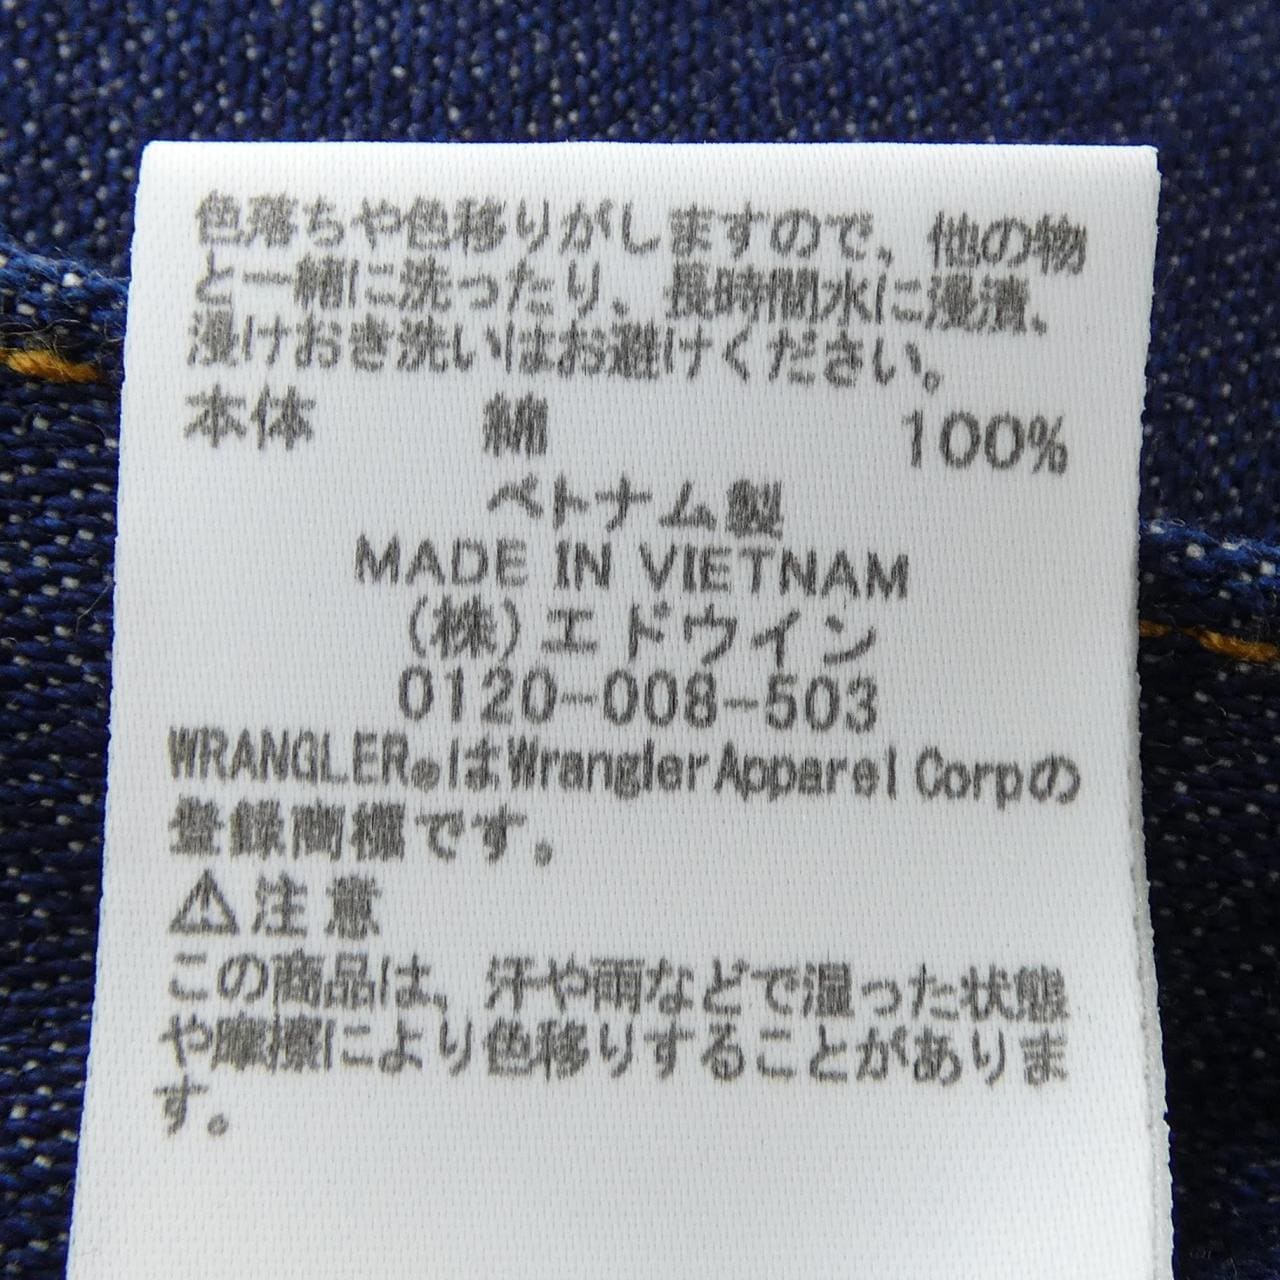 色落ちや色移りがしますので、他の物
と一緒に洗ったり、長時間水に浸漬、
浸けおき洗いはお避けください。
本体 綿 100%
ベトナム製
MADE IN VIETNAM
(株)エドウイン
0120-008-503
WRANGLER®はWrangler Apparel Corpの
登録商標です。
⚠注意
この商品は、汗や雨などで湿った状態
や摩擦により色移りすることがありま
す。